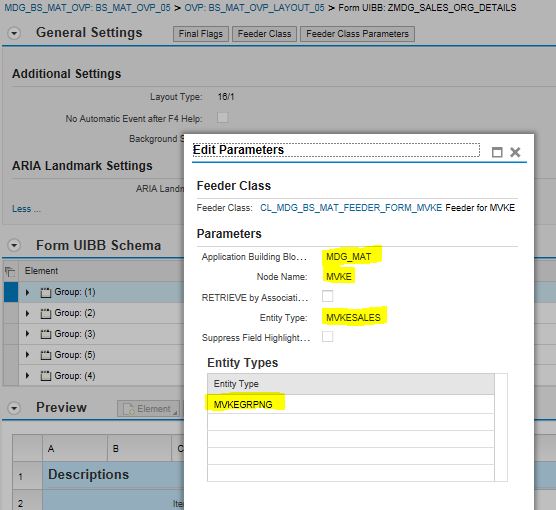 MDG_BS_MAT_OVP: BS_MAT_OVP_05 > OVP: BS_MAT_OVP_LAYOUT_05 > Form UIBB: ZMDG_SALES_ORG_DETAILS
General Settings Final Flags Feeder Class Feeder Class Parameters
Additional Settings
Layout Type: 16/1
No Automatic Event after F4 Help:
Background S
ARIA Landmark Settings
ARIA Landm
Less ...
Form UIBB Schema
Element
Group: (1)
Group: (2)
Group: (3)
Group: (5)
Group: (4)
Preview Element
A B C
1 Descriptions
2 Iter
Edit Parameters
Feeder Class
Feeder Class: CL_MDG_BS_MAT_FEEDER_FORM_MVKE Feeder for MVKE
Parameters
Application Building Blo... MDG_MAT
Node Name: MVKE
RETRIEVE by Associati...
Entity Type: MVKESALES
Suppress Field Highlight...
Entity Types
Entity Type
MVKEGRPNG